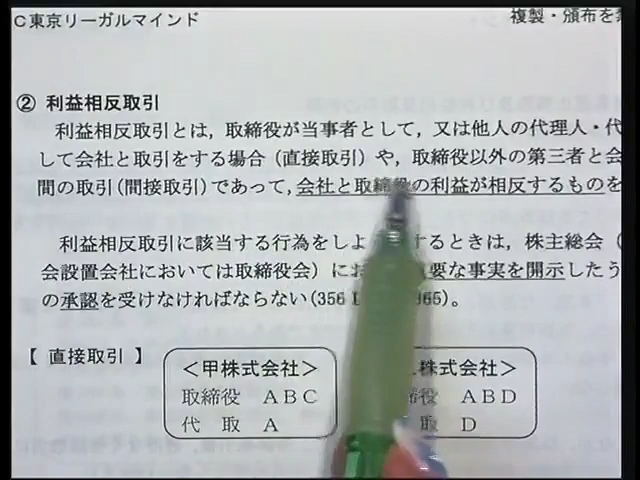 C東京リーガルマインド
複製・頒布を
② 利益相反取引
利益相反取引とは，取締役が当事者として，又は他人の代理人・代
して会社と取引をする場合（直接取引）や，取締役以外の第三者と会
間の取引（間接取引）であって，会社と取締役の利益が相反するものを
利益相反取引に該当する行為をしよ するときは，株主総会（
会設置会社においては取締役会）にお 要な事実を開示したう
の承認を受けなければならない（356 I 365）。
【 直接取引 】
＜甲株式会社＞
取締役 ＡＢＣ
代 取 Ａ
株式会社＞
締役 ＡＢＤ
取 Ｄ